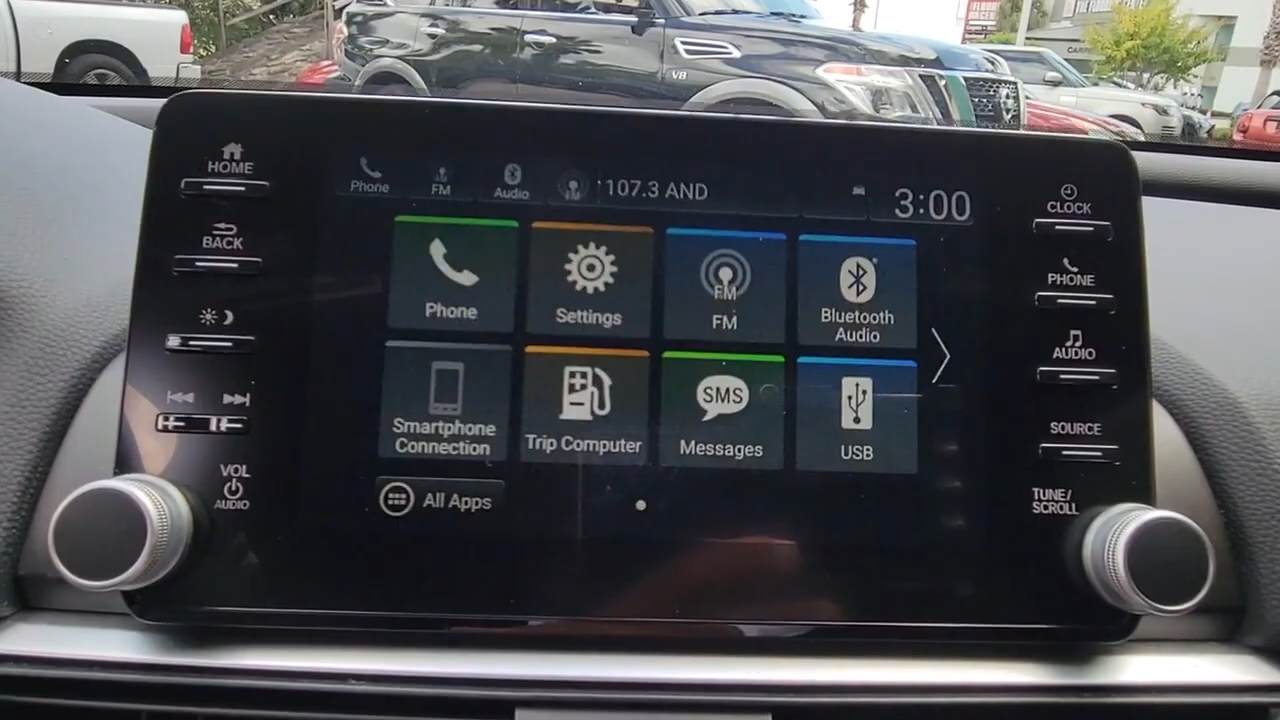 V8
HOME
BACK
VOL
AUDIO
Phone
FM
Audio
107.3 AND
3:00
Phone
Settings
FM
FM
Bluetooth
Audio
Smartphone
Connection
Trip Computer
SMS
Messages
USB
All Apps
CLOCK
PHONE
AUDIO
SOURCE
TUNE/
SCROLL